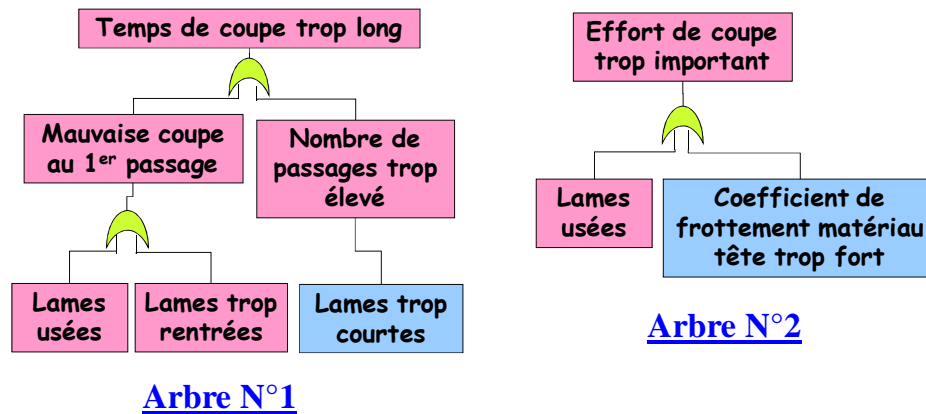 Temps de coupe trop long
Mauvaise coupe
au 1er passage
Nombre de
passages trop
élevé
Lames
usées
Lames trop
rentrées
Lames trop
courtes
Arbre N°1
Effort de coupe
trop important
Lames
usées
Coefficient de
frottement matériau
tête trop fort
Arbre N°2